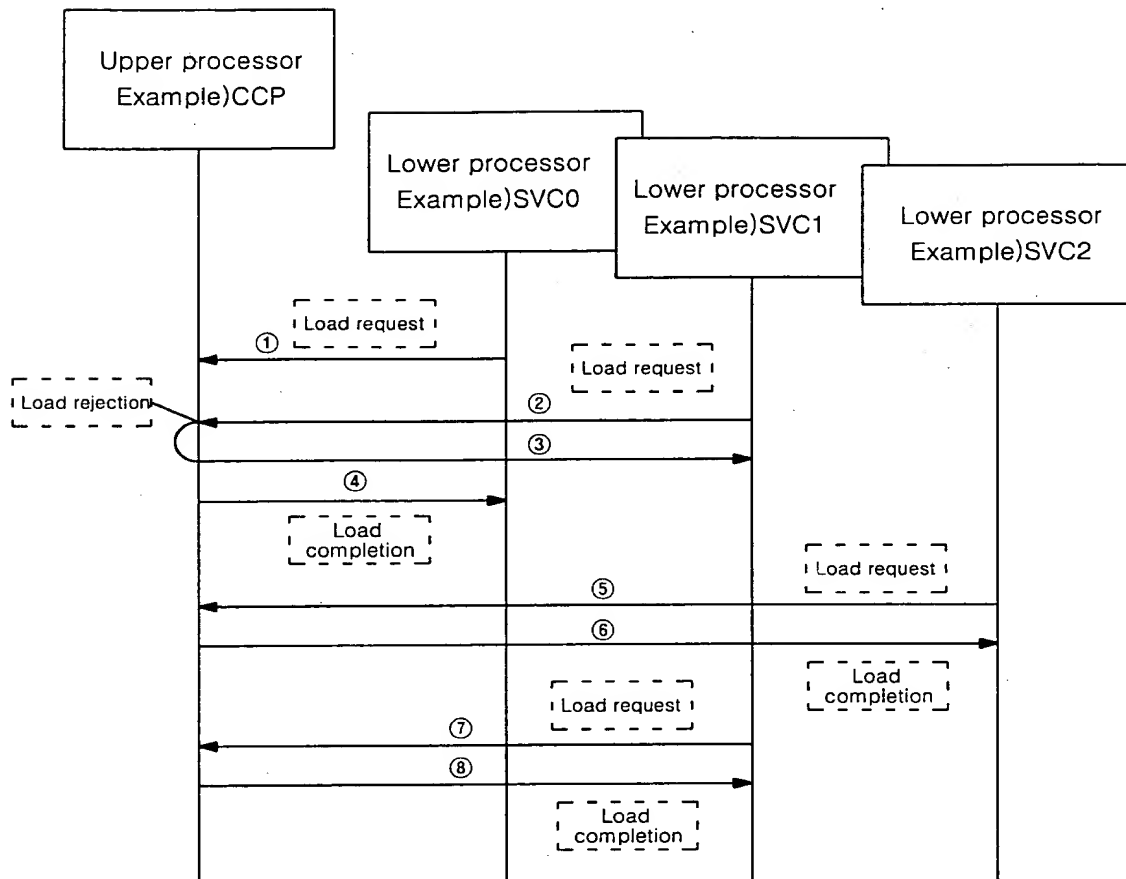 Upper processor
Example)CCP
Lower processor
Example)SVC0
Lower processor
Example)SVC1
Lower processor
Example)SVC2
Load request
①
Load request
Load rejection
②
③
④
Load
completion
Load request
⑤
⑥
Load
completion
Load request
⑦
⑧
Load
completion